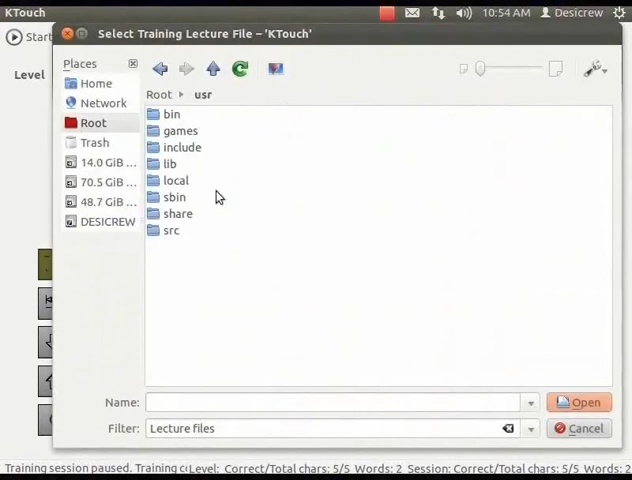 KTouch
10:54 AM Desicrew
Start
Select Training Lecture File – 'KTouch'
Level
Places
Home
Network
Root
Trash
14.0 GiB ...
70.5 GiB ...
48.7 GiB ...
DESICREW
Root usr
bin
games
include
lib
local
sbin
share
src
Name:
Open
Filter: Lecture files
Cancel
Training session paused. Training Level: Correct/Total chars: 5/5 Words: 2 Session: Correct/Total chars: 5/5 Words: 2